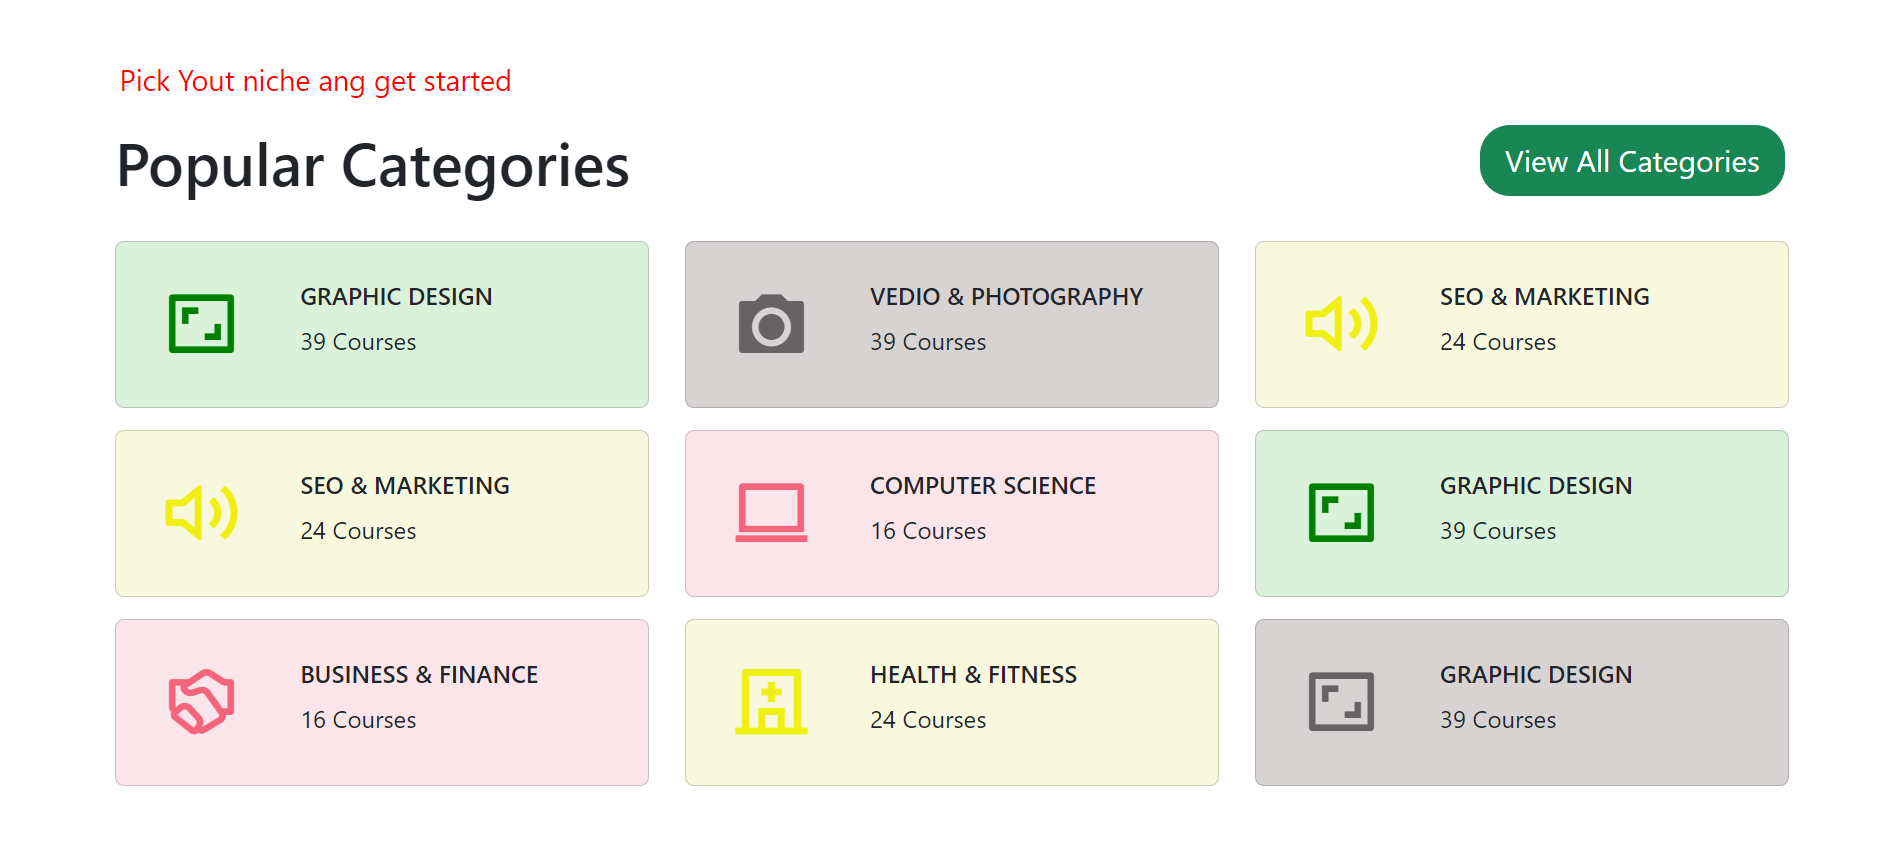 Pick Yout niche ang get started
Popular Categories
View All Categories
GRAPHIC DESIGN
39 Courses
VEDIO & PHOTOGRAPHY
39 Courses
SEO & MARKETING
24 Courses
SEO & MARKETING
24 Courses
COMPUTER SCIENCE
16 Courses
GRAPHIC DESIGN
39 Courses
BUSINESS & FINANCE
16 Courses
HEALTH & FITNESS
24 Courses
GRAPHIC DESIGN
39 Courses